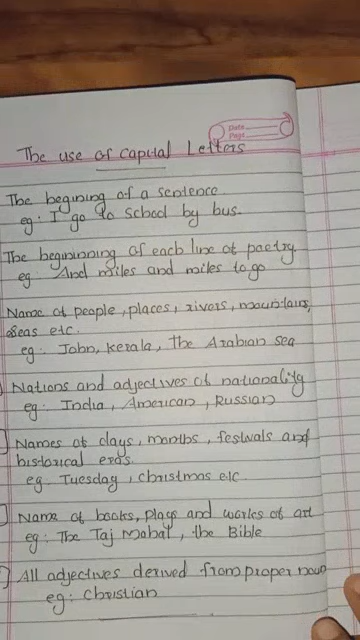 Date
Page
The use of capital Letters
The begining of a sentence
eg: I go to school by bus.
The beginning of each line of poetry
eg And miles and miles to go
Name of people, places, rivers, mountains,
seas etc.
eg: John, Kerala, the Arabian sea
Nations and adjectives of nationality
eg: India, American, Russian
Names of days, months, festivals and
historical eras.
eg: Tuesday, christmas etc
Name of books, plays and works of art
eg: The Taj Mahal, the Bible
All adjectives derived from proper noun
eg: Christian